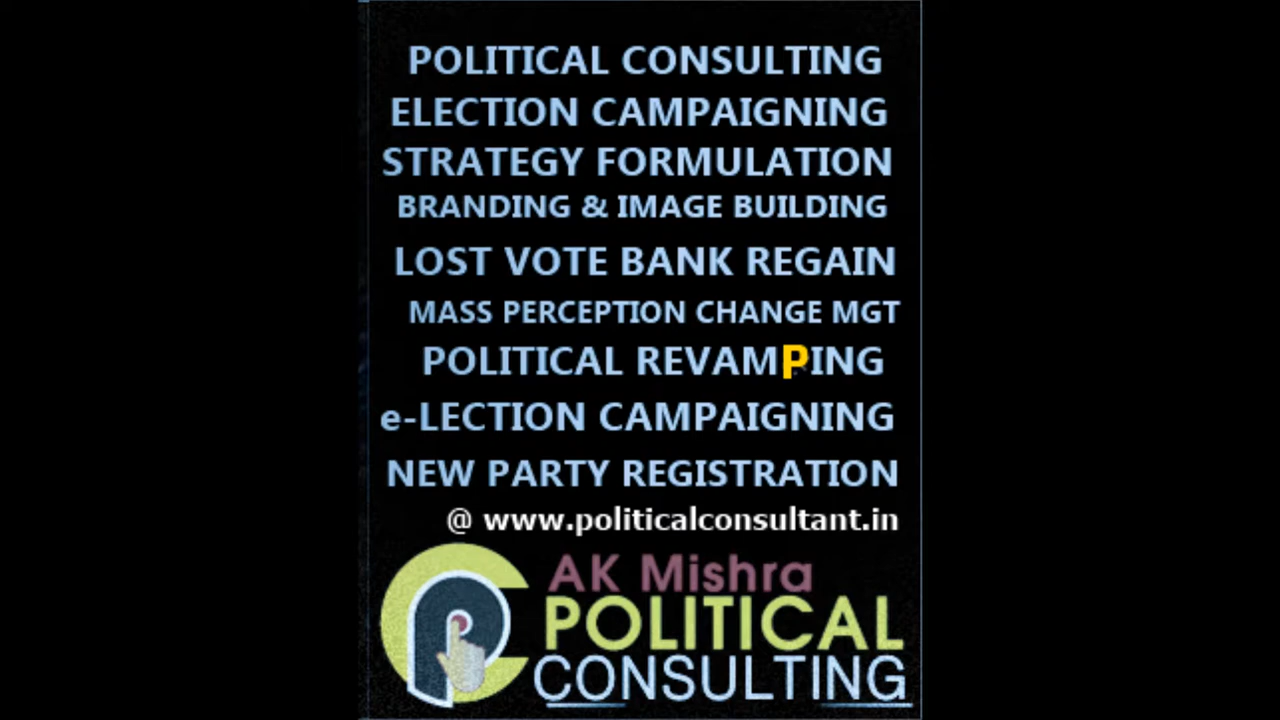 POLITICAL CONSULTING
ELECTION CAMPAIGNING
STRATEGY FORMULATION
BRANDING & IMAGE BUILDING
LOST VOTE BANK REGAIN
MASS PERCEPTION CHANGE MGT
POLITICAL REVAMPING
e-LECTION CAMPAIGNING
NEW PARTY REGISTRATION
@ www.politicalconsultant.in
AK Mishra
POLITICAL
CONSULTING